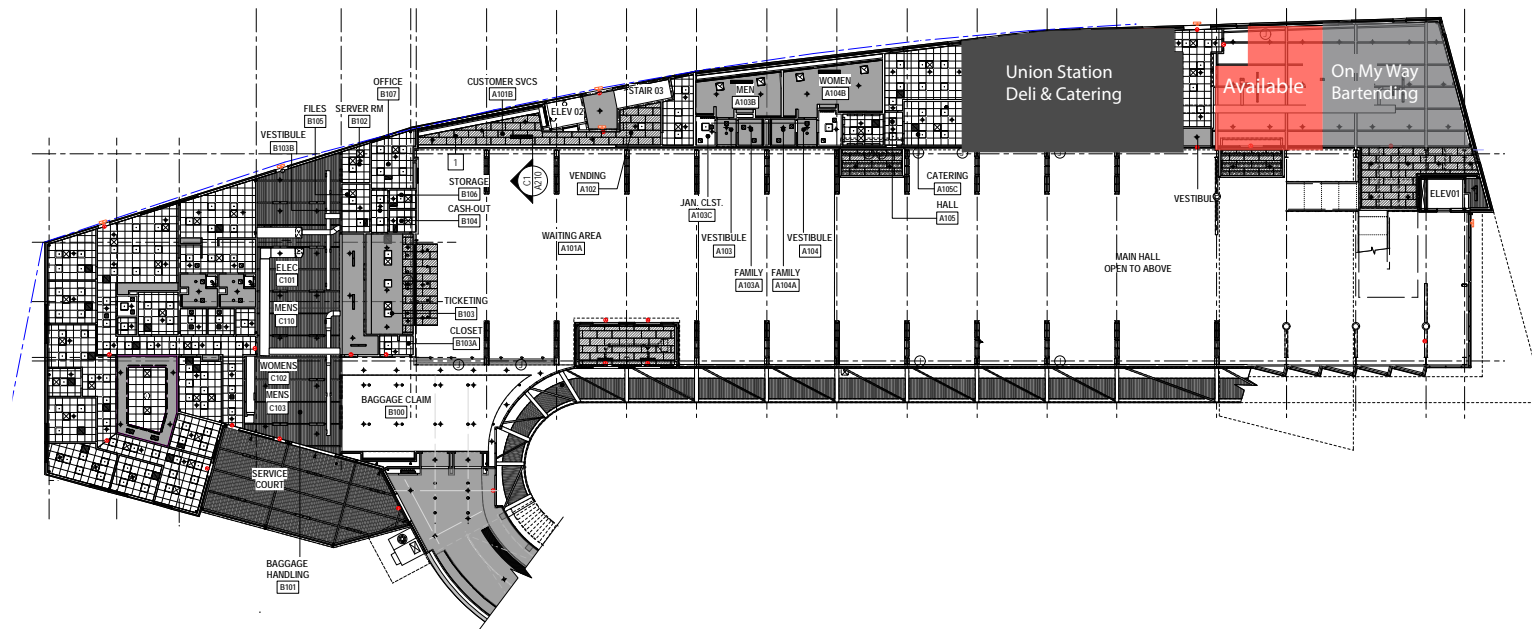 Union Station
Deli & Catering
Available
On My Way
Bartending
OFFICE
B107
CUSTOMER SVCS
A101B
STAIR 03
ELEV 02
MEN
A103B
WOMEN
A104B
FILES
B105
SERVER RM
B102
VESTIBULE
B103B
1
C1
A210
STORAGE
B106
CASH-OUT
B104
VENDING
A102
JAN. CLST.
A103C
CATERING
A105C
HALL
A105
VESTIBUL
ELEV01
WAITING AREA
A101A
VESTIBULE
A103
VESTIBULE
A104
FAMILY
A103A
FAMILY
A104A
MAIN HALL
OPEN TO ABOVE
ELEC
C101
MENS
C110
TICKETING
B103
CLOSET
B103A
WOMENS
C102
MENS
C103
BAGGAGE CLAIM
B100
SERVICE
COURT
BAGGAGE
HANDLING
B101